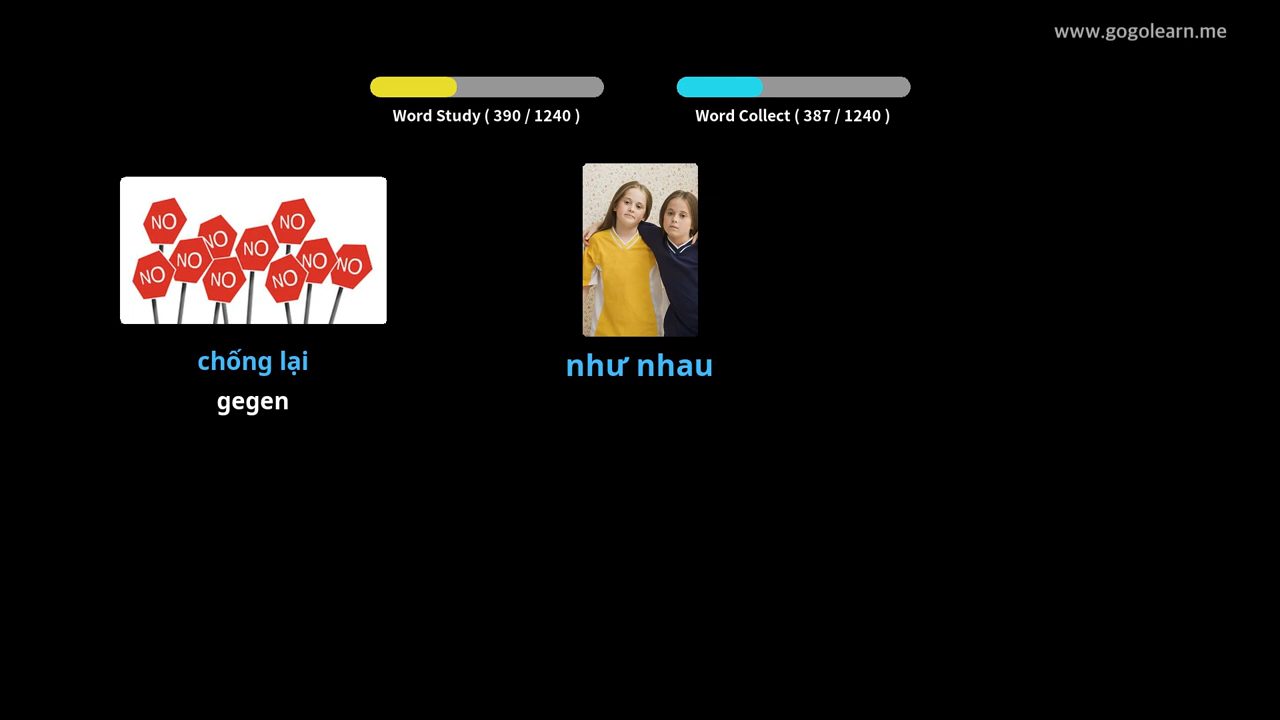 www.gogolearn.me
Word Study ( 390 / 1240 )
Word Collect ( 387 / 1240 )
NO
NO
NO
NO
NO
NO
NO
NO
NO
NO
chống lại
gegen
như nhau